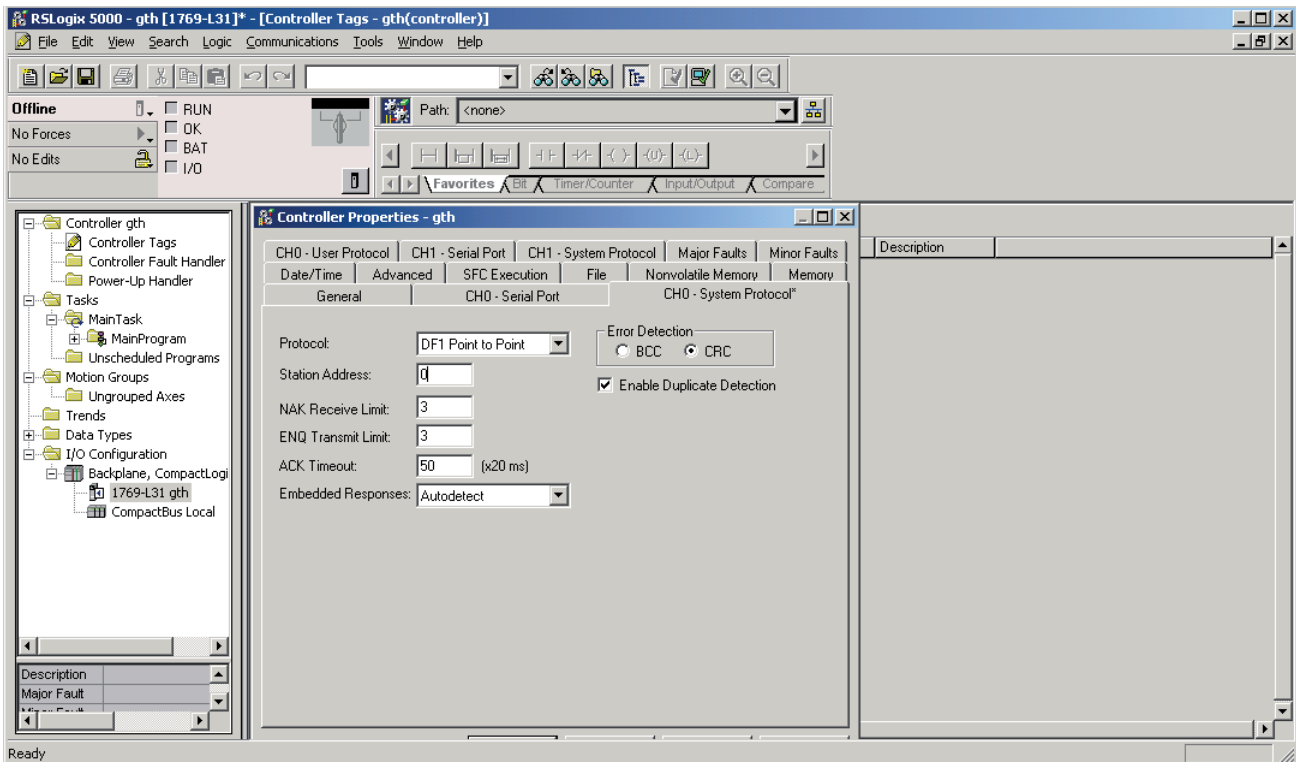 RSLogix 5000 - gth [1769-L31]* - [Controller Tags - gth(controller)]
File Edit View Search Logic Communications Tools Window Help
Offline
RUN
Path: <none>
No Forces
OK
BAT
No Edits
I/O
Favorites Bit Timer/Counter Input/Output Compare
Controller gth
Controller Tags
Controller Fault Handler
Power-Up Handler
Tasks
MainTask
MainProgram
Unscheduled Programs
Motion Groups
Ungrouped Axes
Trends
Data Types
I/O Configuration
Backplane, CompactLogi
1769-L31 gth
CompactBus Local
Description
Major Fault
Controller Properties - gth
CH0 - User Protocol CH1 - Serial Port CH1 - System Protocol Major Faults Minor Faults
Date/Time Advanced SFC Execution File Nonvolatile Memory Memory
General CH0 - Serial Port CH0 - System Protocol*
Protocol: DF1 Point to Point
Station Address: 0
NAK Receive Limit: 3
ENQ Transmit Limit: 3
ACK Timeout: 50 (x20 ms)
Embedded Responses: Autodetect
Error Detection
BCC CRC
Enable Duplicate Detection
Description
Ready